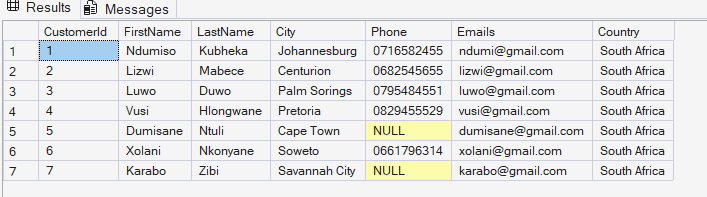 Results Messages
CustomerId FirstName LastName City Phone Emails Country
1 1 Ndumiso Kubheka Johannesburg 0716582455 ndumi@gmail.com South Africa
2 2 Lizwi Mabece Centurion 0682545655 lizwi@gmail.com South Africa
3 3 Luwo Duwo Palm Sorings 0795484551 luwo@gmail.com South Africa
4 4 Vusi Hlongwane Pretoria 0829455529 vusi@gmail.com South Africa
5 5 Dumisane Ntuli Cape Town NULL dumisane@gmail.com South Africa
6 6 Xolani Nkonyane Soweto 0661796314 xolani@gmail.com South Africa
7 7 Karabo Zibi Savannah City NULL karabo@gmail.com South Africa